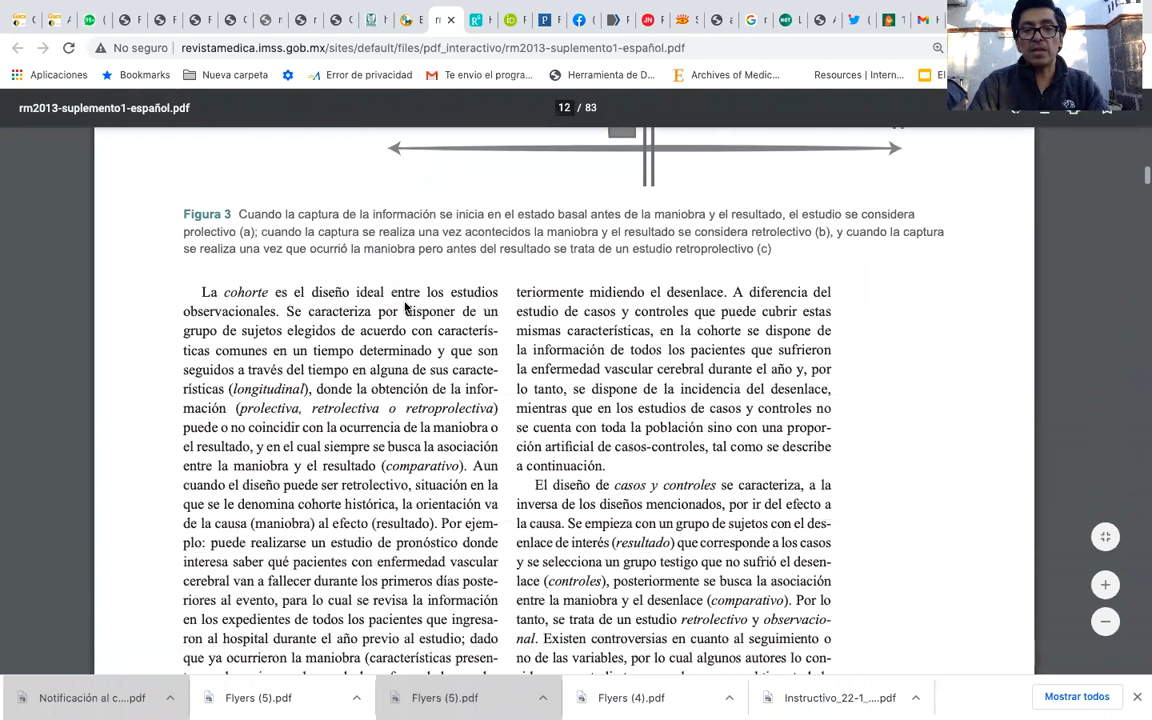 No seguro
revistamedica.imss.gob.mx/sites/default/files/pdf_interactivo/rm2013-suplemento1-español.pdf
Aplicaciones
Bookmarks
Nueva carpeta
Error de privacidad
Te envio el progra...
Herramienta de D...
Archives of Medic...
Resources | Intern...
El
rm2013-suplemento1-español.pdf
12 / 83
Figura 3 Cuando la captura de la información se inicia en el estado basal antes de la maniobra y el resultado, el estudio se considera
prolectivo (a); cuando la captura se realiza una vez acontecidos la maniobra y el resultado se considera retrolectivo (b), y cuando la captura
se realiza una vez que ocurrió la maniobra pero antes del resultado se trata de un estudio retroprolectivo (c)
La cohorte es el diseño ideal entre los estudios
observacionales. Se caracteriza por disponer de un
grupo de sujetos elegidos de acuerdo con caracterís-
ticas comunes en un tiempo determinado y que son
seguidos a través del tiempo en alguna de sus caracte-
rísticas (longitudinal), donde la obtención de la infor-
mación (prolectiva, retrolectiva o retroprolectiva)
puede o no coincidir con la ocurrencia de la maniobra o
el resultado, y en el cual siempre se busca la asociación
entre la maniobra y el resultado (comparativo). Aun
cuando el diseño puede ser retrolectivo, situación en la
que se le denomina cohorte histórica, la orientación va
de la causa (maniobra) al efecto (resultado). Por ejem-
plo: puede realizarse un estudio de pronóstico donde
interesa saber qué pacientes con enfermedad vascular
cerebral van a fallecer durante los primeros días poste-
riores al evento, para lo cual se revisa la información
en los expedientes de todos los pacientes que ingresa-
ron al hospital durante el año previo al estudio; dado
que ya ocurrieron la maniobra (características presen-
teriormente midiendo el desenlace. A diferencia del
estudio de casos y controles que puede cubrir estas
mismas características, en la cohorte se dispone de
la información de todos los pacientes que sufrieron
la enfermedad vascular cerebral durante el año y, por
lo tanto, se dispone de la incidencia del desenlace,
mientras que en los estudios de casos y controles no
se cuenta con toda la población sino con una propor-
ción artificial de casos-controles, tal como se describe
a continuación.
El diseño de casos y controles se caracteriza, a la
inversa de los diseños mencionados, por ir del efecto a
la causa. Se empieza con un grupo de sujetos con el des-
enlace de interés (resultado) que corresponde a los casos
y se selecciona un grupo testigo que no sufrió el desen-
lace (controles), posteriormente se busca la asociación
entre la maniobra y el desenlace (comparativo). Por lo
tanto, se trata de un estudio retrolectivo y observacio-
nal. Existen controversias en cuanto al seguimiento o
no de las variables, por lo cual algunos autores lo con-
Notificación al c....pdf
Flyers (5).pdf
Flyers (5).pdf
Flyers (4).pdf
Instructivo_22-1_....pdf
Mostrar todos